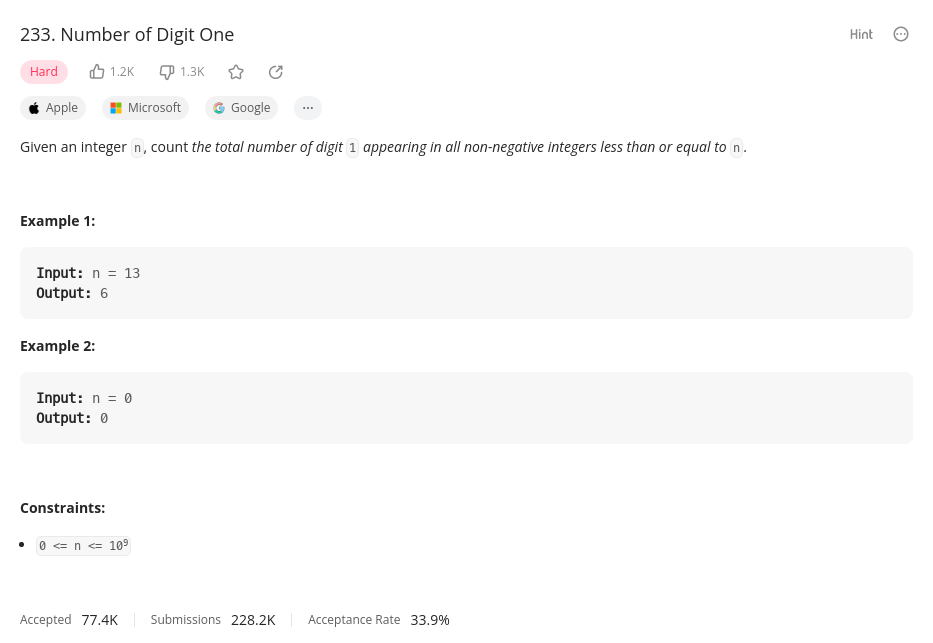 233. Number of Digit One
Hint
Hard 1.2K 1.3K
Apple Microsoft Google ...
Given an integer n, count the total number of digit 1 appearing in all non-negative integers less than or equal to n.
Example 1:
Input: n = 13
Output: 6
Example 2:
Input: n = 0
Output: 0
Constraints:
• 0 <= n <= 10⁹
Accepted 77.4K Submissions 228.2K Acceptance Rate 33.9%